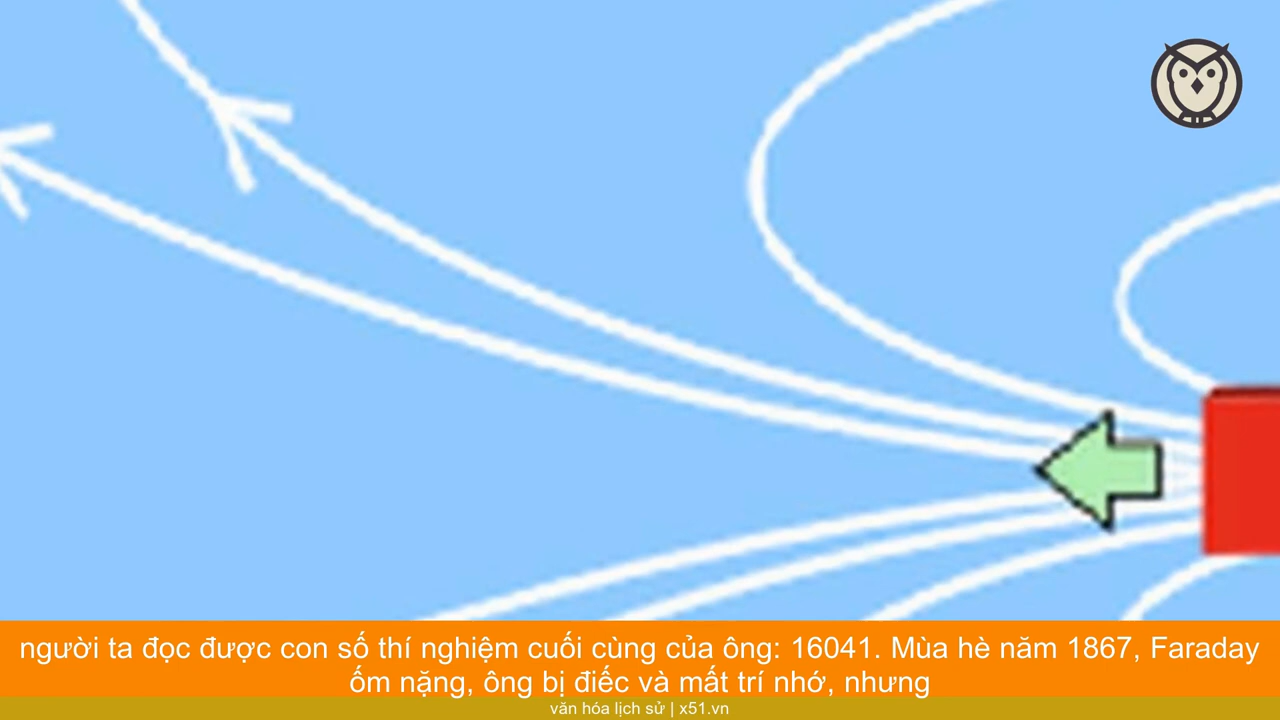 người ta đọc được con số thí nghiệm cuối cùng của ông: 16041. Mùa hè năm 1867, Faraday
ốm nặng, ông bị điếc và mất trí nhớ, nhưng
văn hóa lịch sử | x51.vn